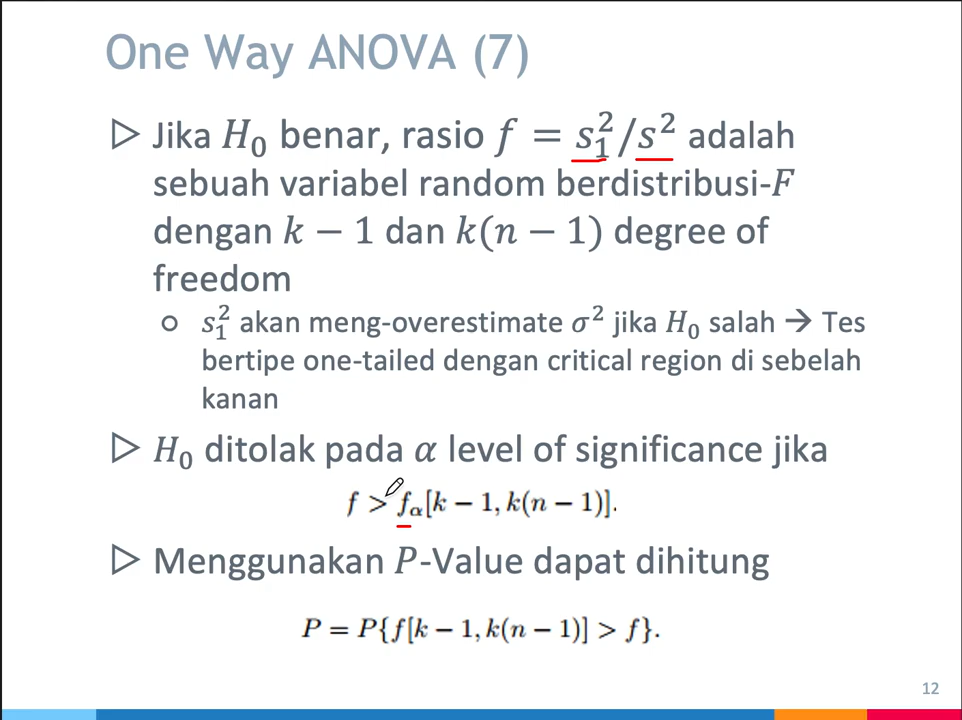 One Way ANOVA (7)
▷ Jika H₀ benar, rasio f = s₁²/s² adalah
sebuah variabel random berdistribusi-F
dengan k − 1 dan k(n − 1) degree of
freedom
○ s₁² akan meng-overestimate σ² jika H₀ salah → Tes
bertipe one-tailed dengan critical region di sebelah
kanan
▷ H₀ ditolak pada α level of significance jika
f > fα[k − 1, k(n − 1)].
▷ Menggunakan P-Value dapat dihitung
P = P{f[k − 1, k(n − 1)] > f}.
12